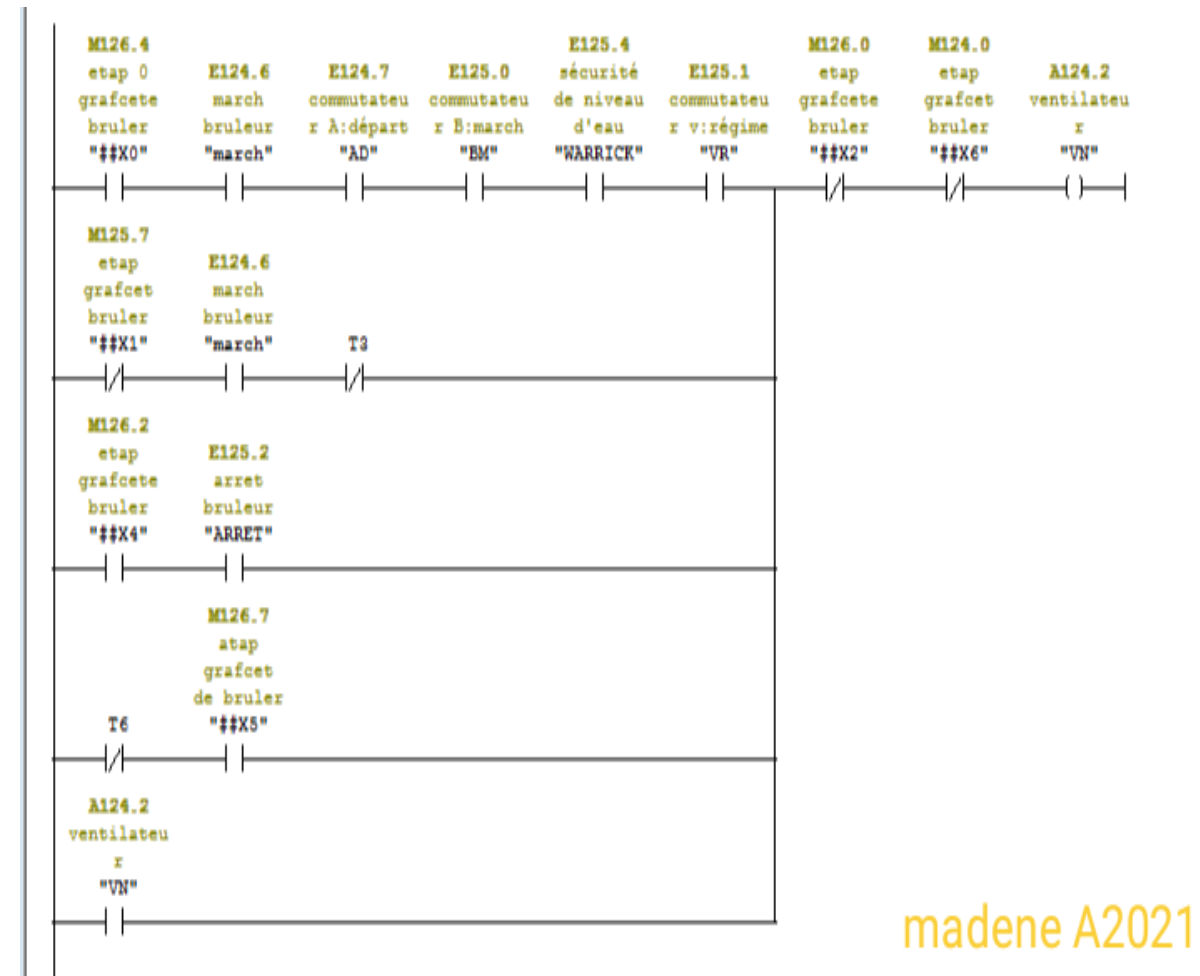 M126.4
etap 0
grafcete
bruler
"‡‡X0"
E124.6
march
bruleur
"march"
E124.7
commutateu
r A:départ
"AD"
E125.0
commutateu
r B:march
"BM"
E125.4
sécurité
de niveau
d'eau
"WARRICK"
E125.1
commutateu
r v:régime
"VR"
M126.0
etap
grafcete
bruler
"‡‡X2"
M124.0
etap
grafcet
bruler
"‡‡X6"
A124.2
ventilateu
r
"VN"
M125.7
etap
grafcet
bruler
"‡‡X1"
E124.6
march
bruleur
"march"
T3
M126.2
etap
grafcete
bruler
"‡‡X4"
E125.2
arret
bruleur
"ARRET"
T6
M126.7
atap
grafcet
de bruler
"‡‡X5"
A124.2
ventilateu
r
"VN"
madene A2021